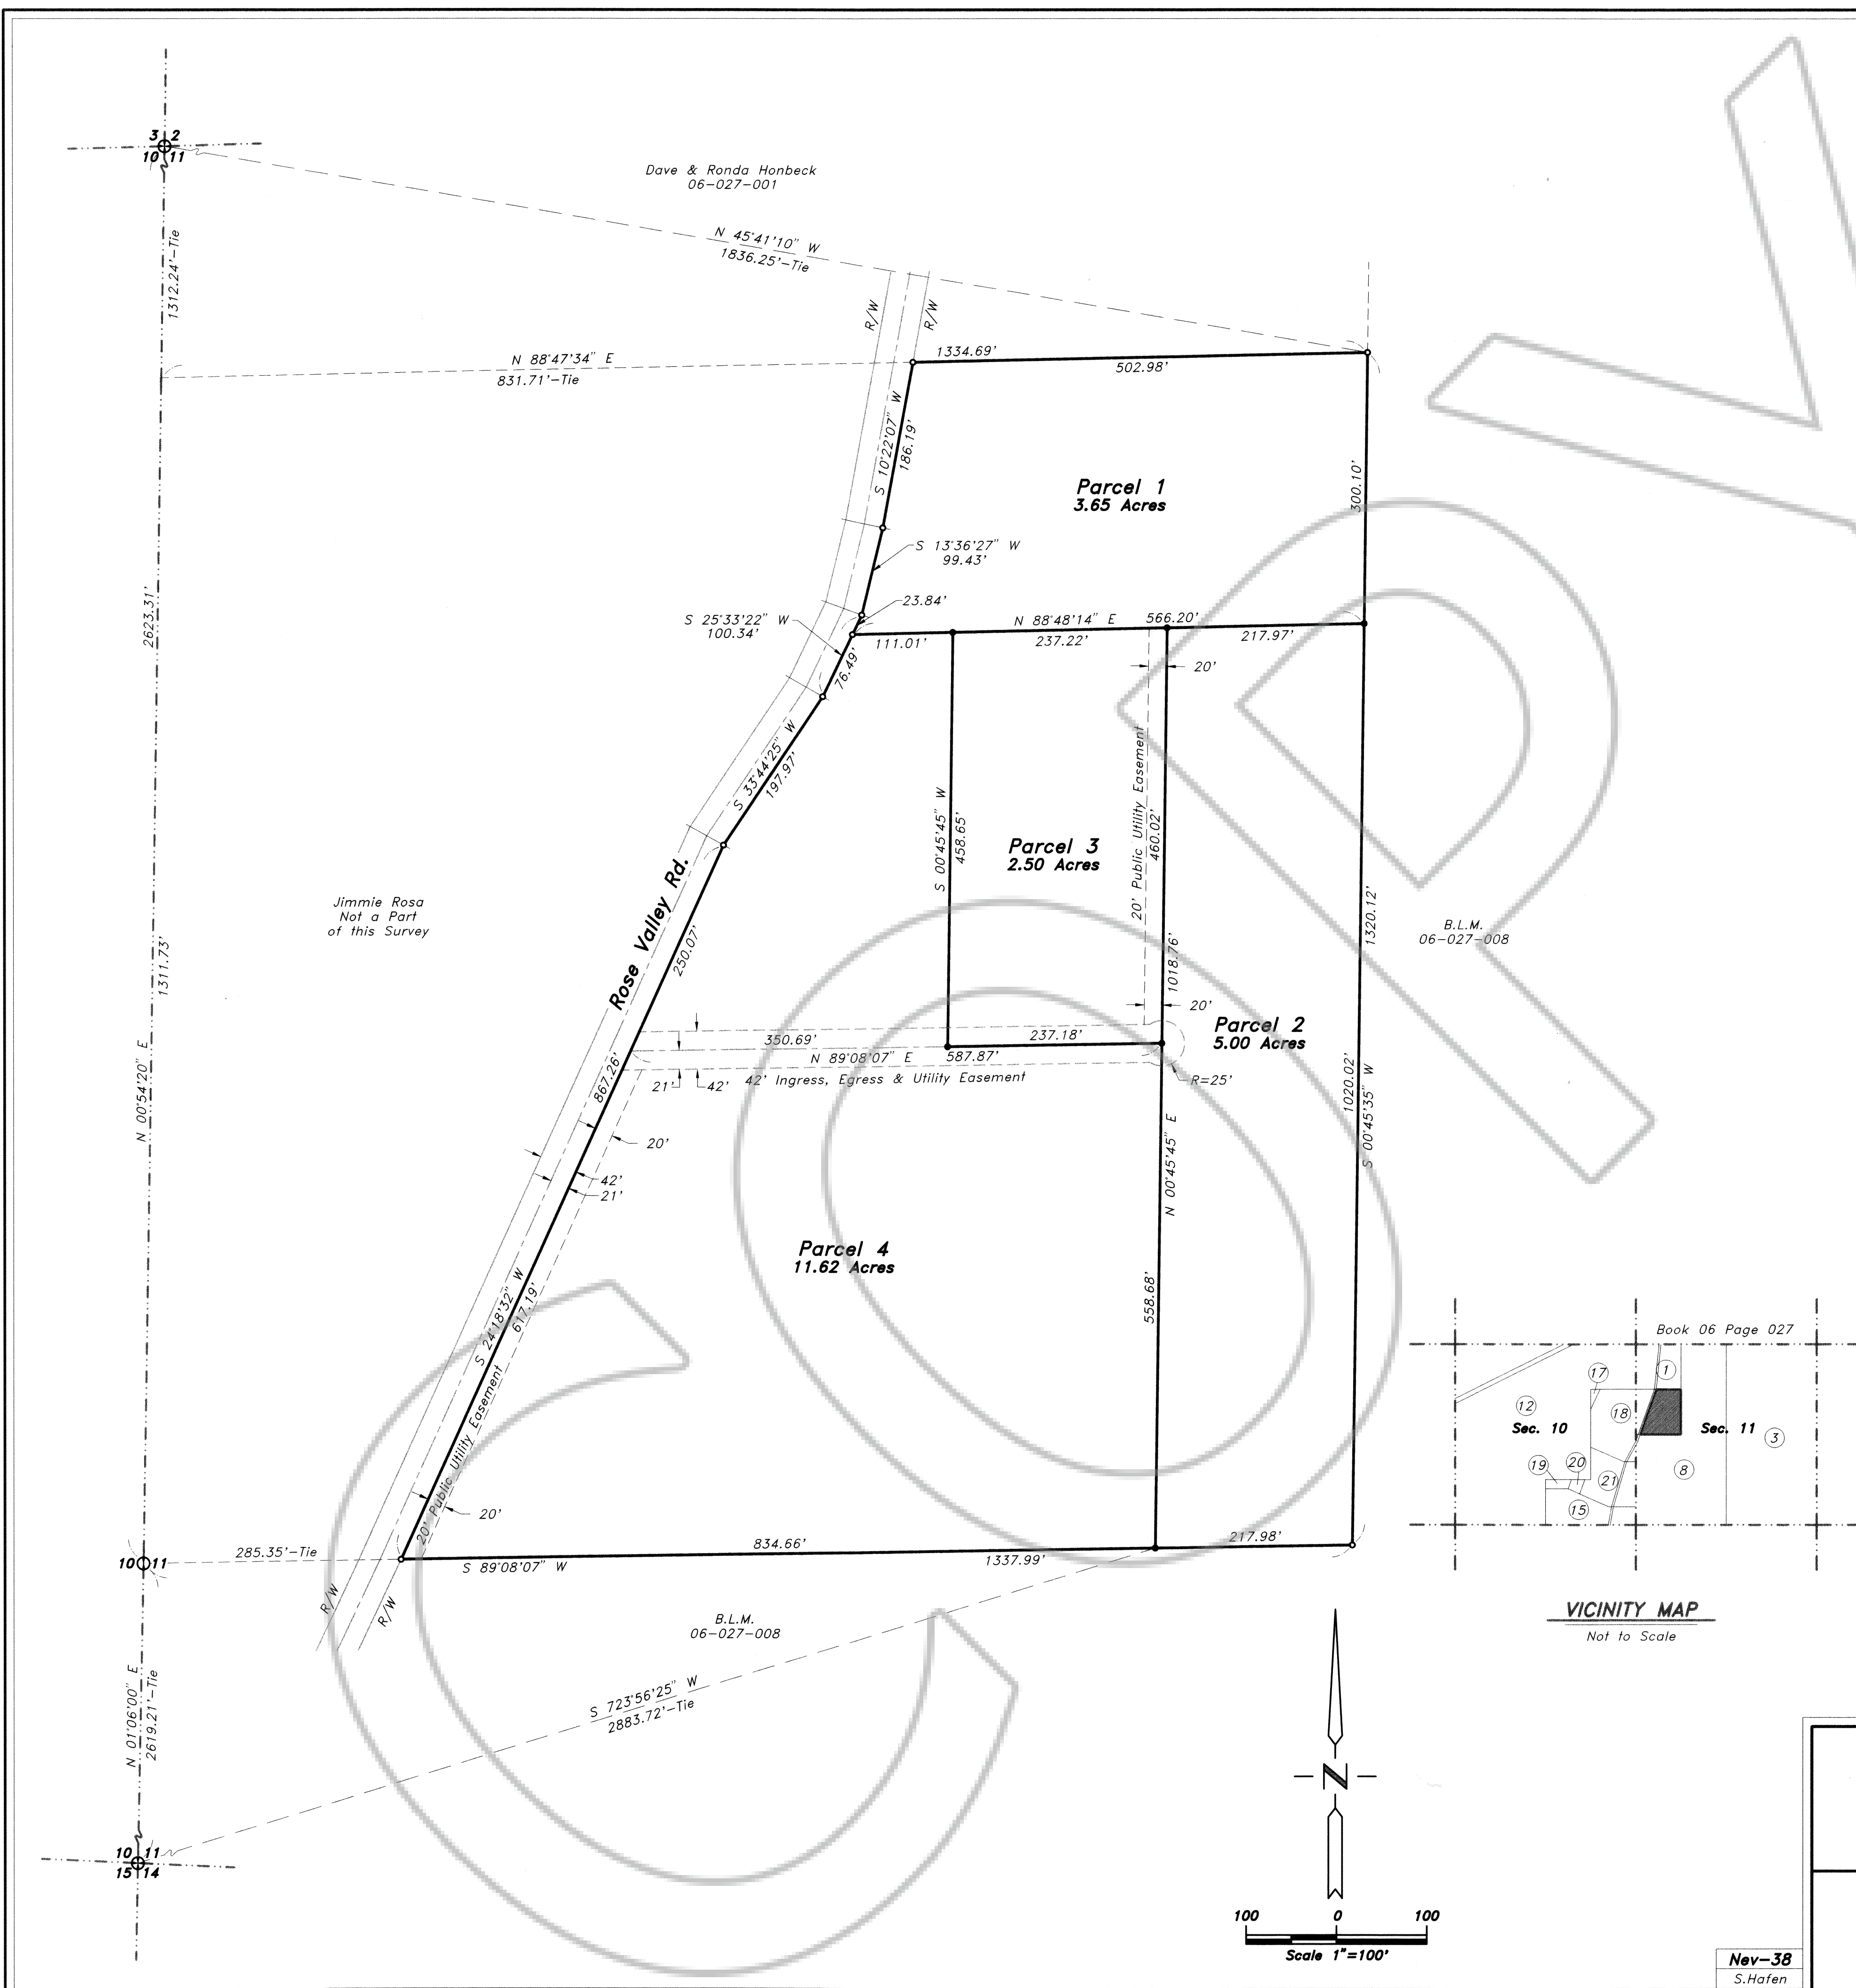 3 2
10 11
Dave & Ronda Honbeck
06-027-001
N 45°41'10" W
1836.25'-Tie
1312.24'-Tie
R/W
R/W
N 88°47'34" E
831.71'-Tie
1334.69'
502.98'
S 10°22'07" W
186.19'
Parcel 1
3.65 Acres
300.10'
S 13°36'27" W
99.43'
23.84'
S 25°33'22" W
100.34'
N 88°48'14" E
566.20'
111.01'
237.22'
217.97'
76.49'
20'
2623.31'
S 33°44'25" W
197.97'
20' Public Utility Easement
460.02'
S 00°45'45" W
458.65'
Parcel 3
2.50 Acres
Rose Valley Rd.
Jimmie Rosa
Not a Part
of this Survey
B.L.M.
06-027-008
1320.12'
1311.73'
250.07'
1018.76'
20'
Parcel 2
5.00 Acres
350.69'
237.18'
N 89°08'07" E
587.87'
21'
42'
42' Ingress, Egress & Utility Easement
R=25'
867.26'
1020.02'
S 00°45'35" W
N 00°54'20" E
N 00°45'45" E
20'
42'
21'
Parcel 4
11.62 Acres
558.68'
S 24°18'32" W
617.19'
20' Public Utility Easement
20'
Book 06 Page 027
1
17
12
18
Sec. 10
Sec. 11
3
19
20
21
8
15
VICINITY MAP
Not to Scale
10 11
285.35'-Tie
834.66'
217.98'
S 89°08'07" W
1337.99'
R/W
R/W
B.L.M.
06-027-008
N 01°06'00" E
2619.21'-Tie
S 723°56'25" W
2883.72'-Tie
10 11
15 14
N
100 0 100
Scale 1"=100'
Nev-38
S.Hafen
COPY